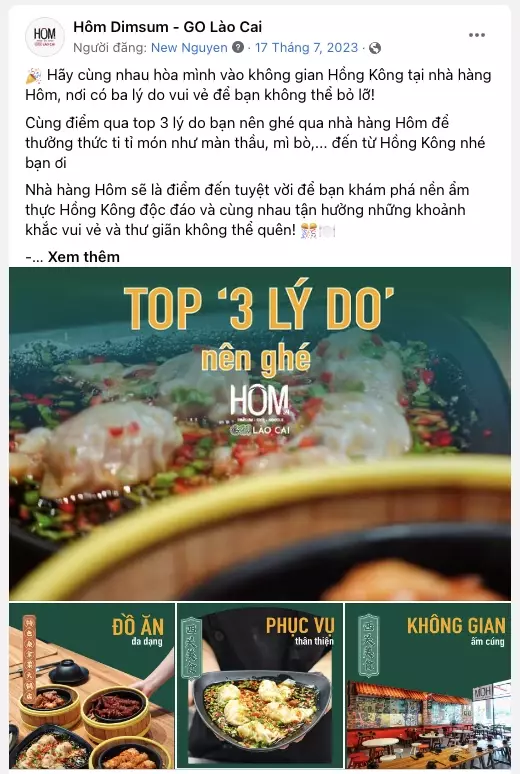 HÔM
Hôm Dimsum - GO Lào Cai
Người đăng: New Nguyen · 17 Tháng 7, 2023 ·
🎉 Hãy cùng nhau hòa mình vào không gian Hồng Kông tại nhà hàng
Hôm, nơi có ba lý do vui vẻ để bạn không thể bỏ lỡ!
Cùng điểm qua top 3 lý do bạn nên ghé qua nhà hàng Hôm để
thưởng thức tỉ tỉ món như màn thầu, mì bò,... đến từ Hồng Kông nhé
bạn ơi
Nhà hàng Hôm sẽ là điểm đến tuyệt vời để bạn khám phá nền ẩm
thực Hồng Kông độc đáo và cùng nhau tận hưởng những khoảnh
khắc vui vẻ và thư giãn không thể quên! 🎊🍽️
-... Xem thêm
TOP ‘3 LÝ DO’
nên ghé
HÔM
GO! LÀO CAI
ĐỒ ĂN
đa dạng
PHỤC VỤ
thân thiện
KHÔNG GIAN
ấm cúng
HÔM